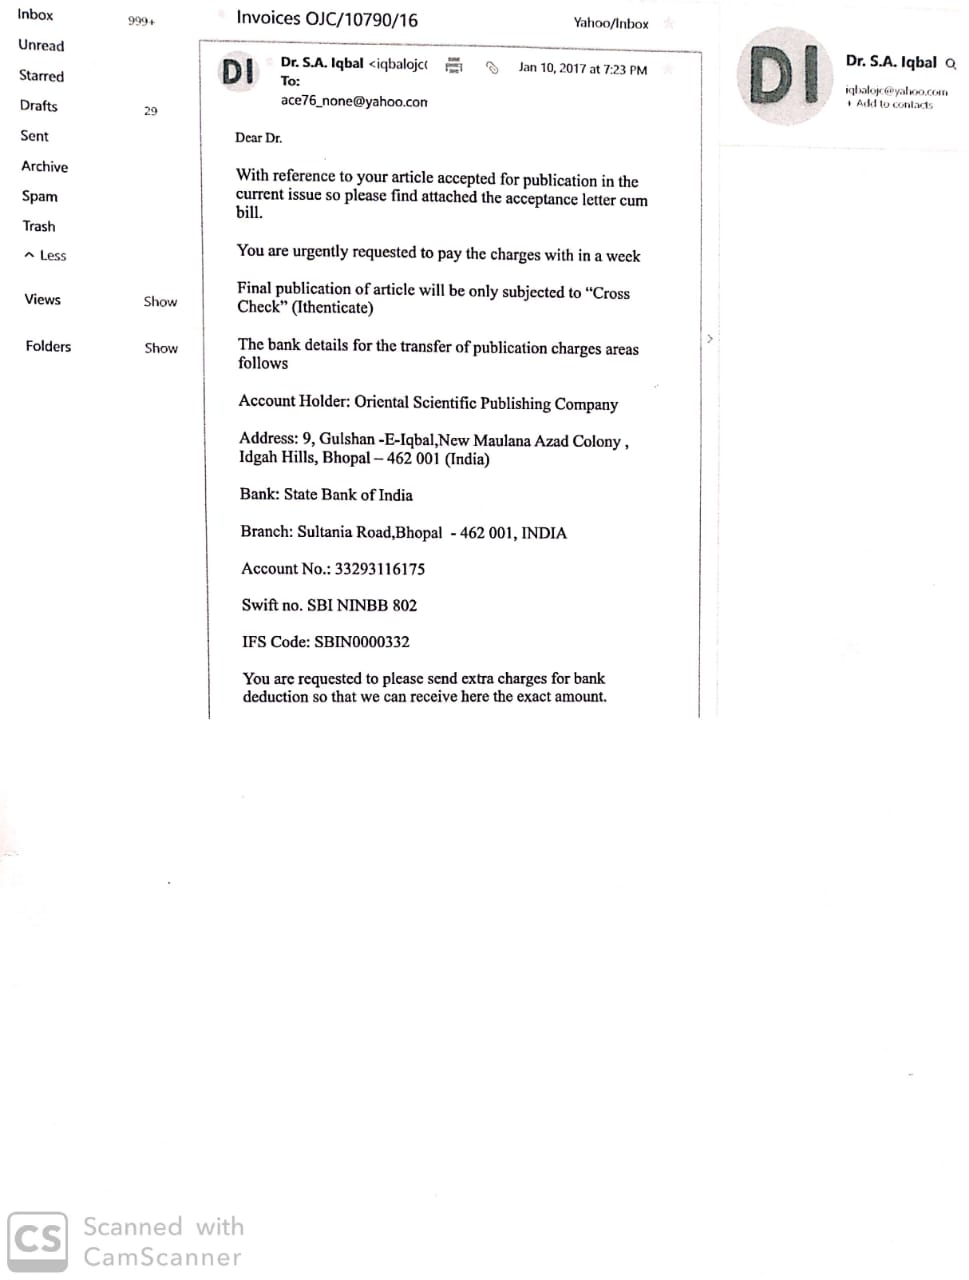 Inbox 999+
Unread
Starred
Drafts 29
Sent
Archive
Spam
Trash
^ Less
Views Show
Folders Show
Invoices OJC/10790/16 Yahoo/Inbox
DI
Dr. S.A. Iqbal <iqbalojc( Jan 10, 2017 at 7:23 PM
To:
ace76_none@yahoo.con
Dear Dr.
With reference to your article accepted for publication in the
current issue so please find attached the acceptance letter cum
bill.
You are urgently requested to pay the charges with in a week
Final publication of article will be only subjected to “Cross
Check” (Ithenticate)
The bank details for the transfer of publication charges areas
follows
Account Holder: Oriental Scientific Publishing Company
Address: 9, Gulshan -E-Iqbal,New Maulana Azad Colony ,
Idgah Hills, Bhopal – 462 001 (India)
Bank: State Bank of India
Branch: Sultania Road,Bhopal - 462 001, INDIA
Account No.: 33293116175
Swift no. SBI NINBB 802
IFS Code: SBIN0000332
You are requested to please send extra charges for bank
deduction so that we can receive here the exact amount.
DI
Dr. S.A. Iqbal
iqbalojc@yahoo.com
+ Add to contacts
CS Scanned with
CamScanner